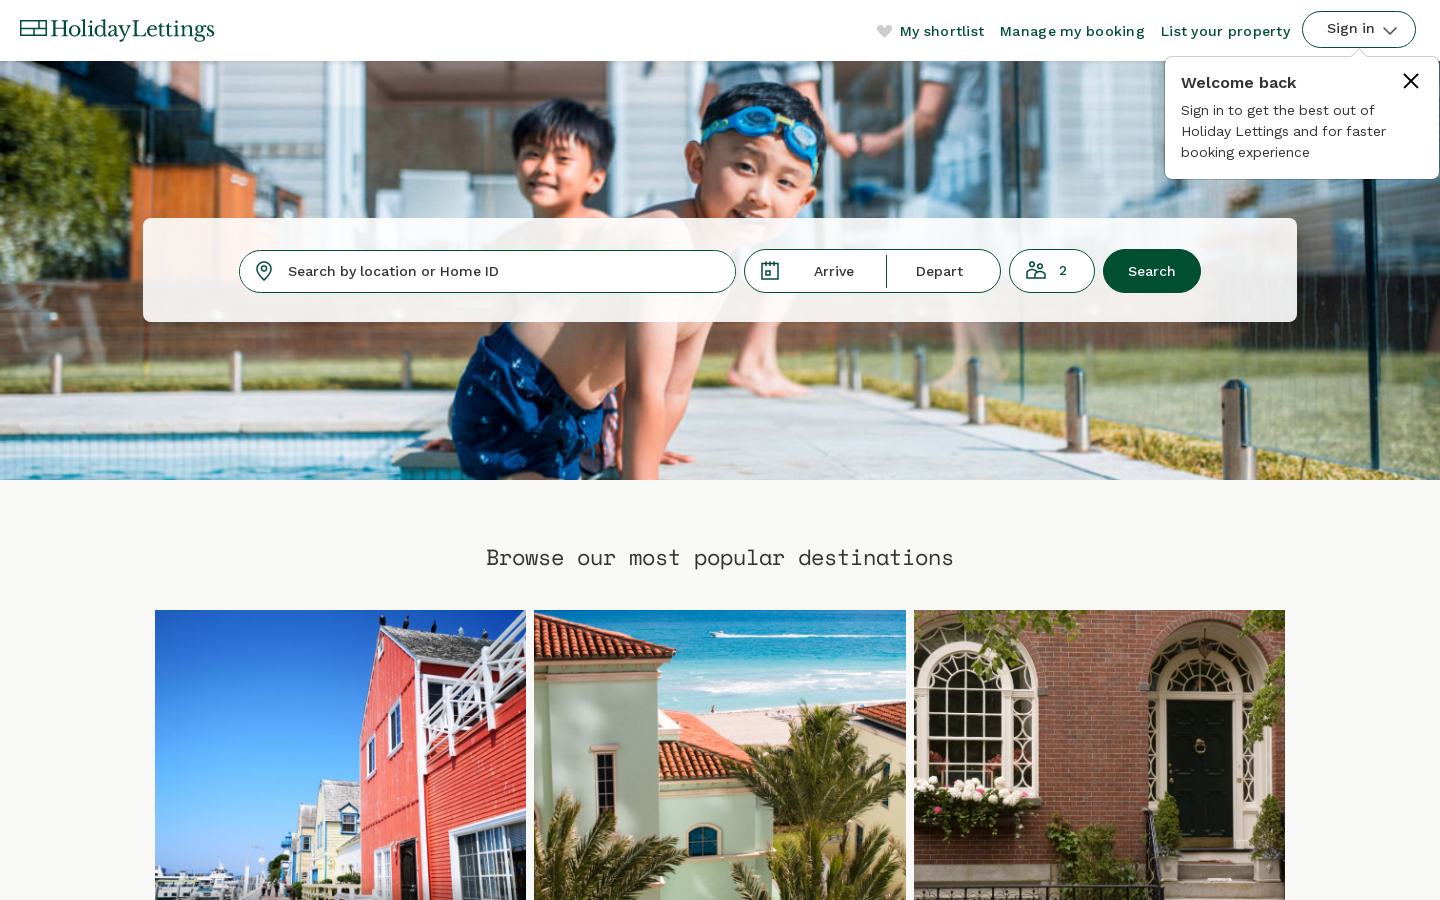 HolidayLettings
My shortlist
Manage my booking
List your property
Sign in
Welcome back
Sign in to get the best out of
Holiday Lettings and for faster
booking experience
Search by location or Home ID
Arrive
Depart
2
Search
Browse our most popular destinations